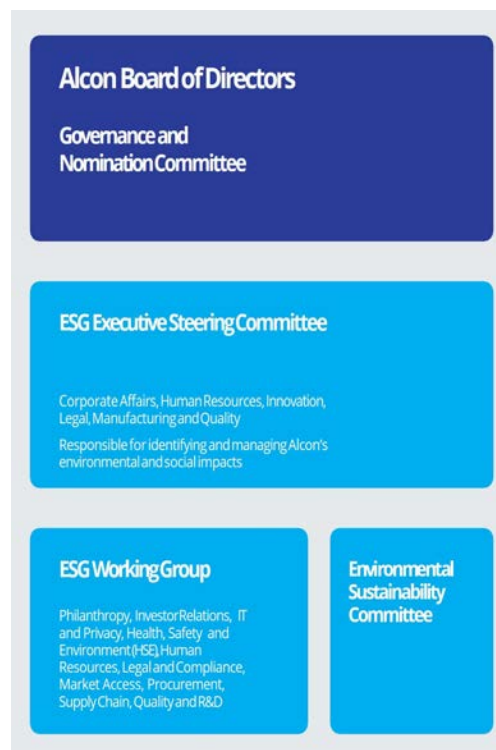 Alcon Board of Directors
Governance and
Nomination Committee
ESG Executive Steering Committee
Corporate Affairs, Human Resources, Innovation,
Legal, Manufacturing and Quality
Responsible for identifying and managing Alcon's
environmental and social impacts
ESG Working Group
Philanthropy, Investor Relations, IT
and Privacy, Health, Safety and
Environment (HSE), Human
Resources, Legal and Compliance,
Market Access, Procurement,
Supply Chain, Quality and R&D
Environmental
Sustainability
Committee